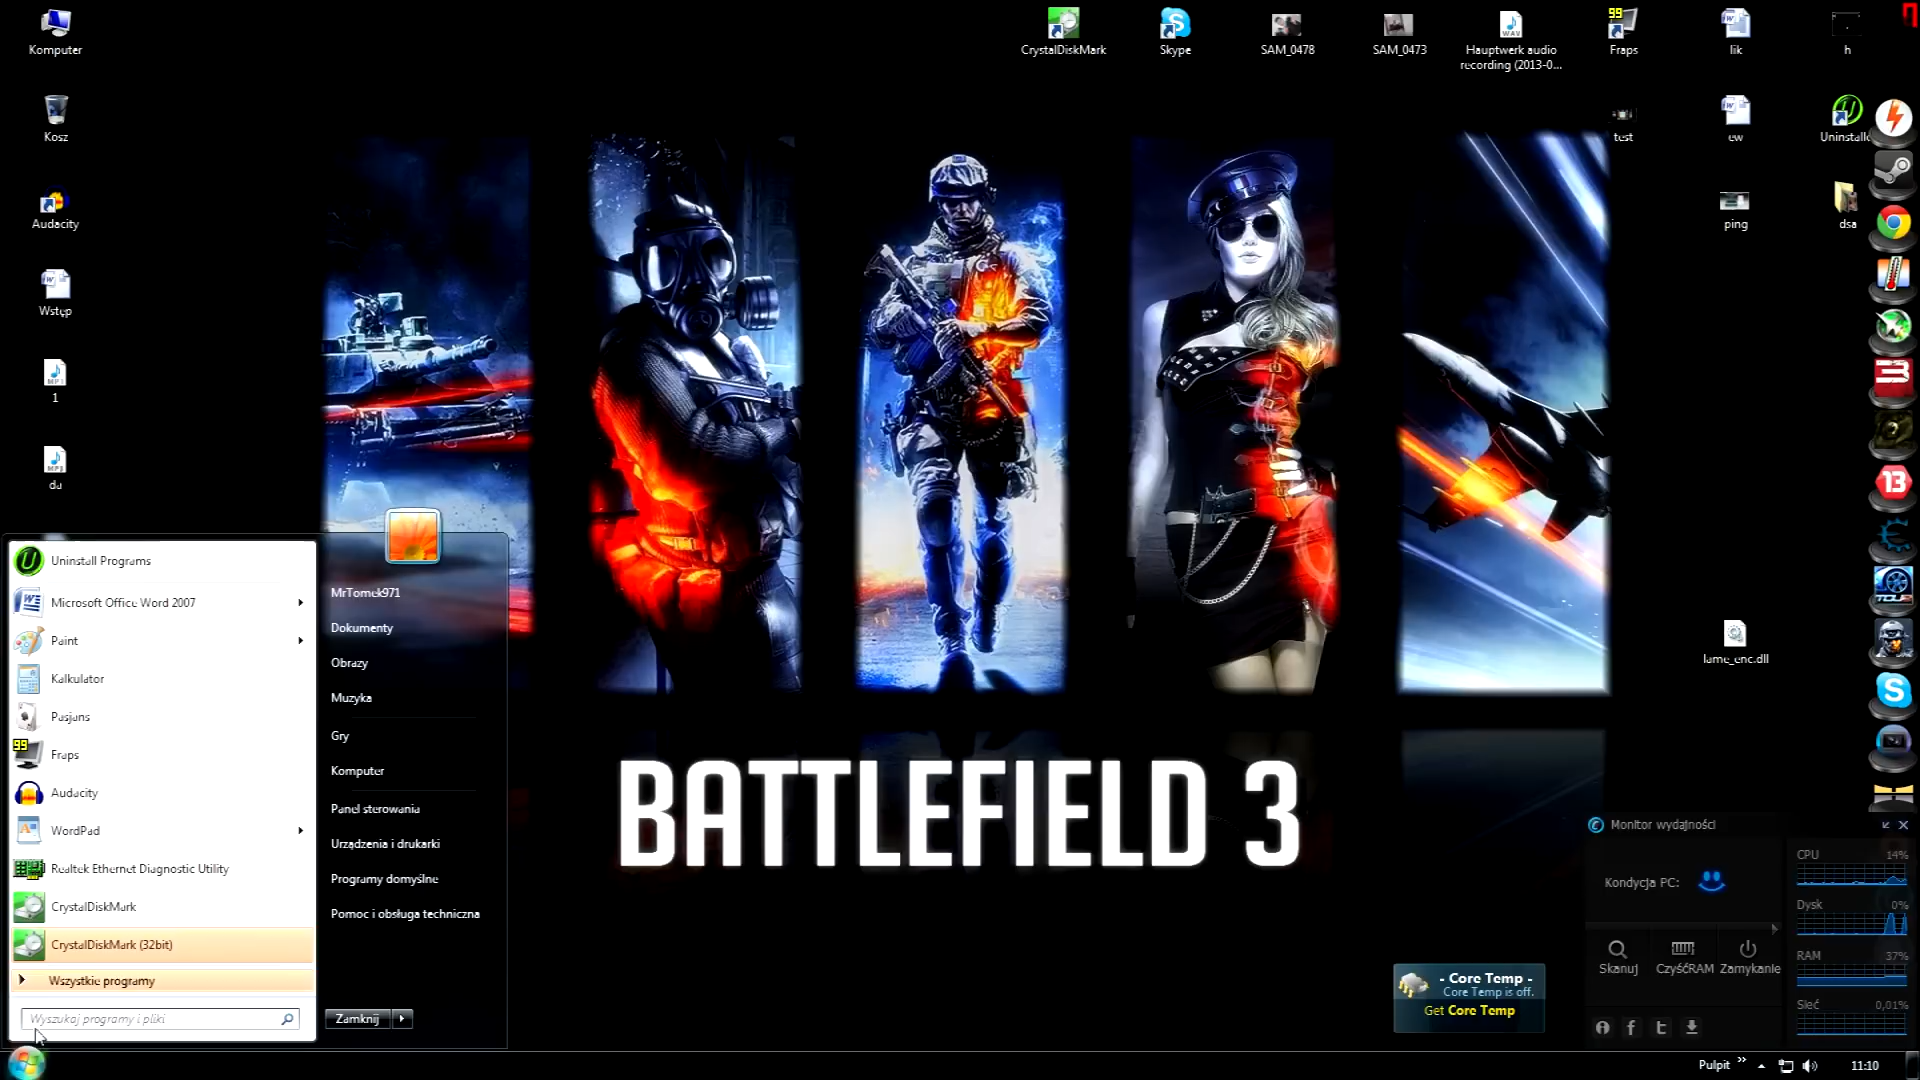 Komputer
Kosz
Audacity
Wstęp
1
da
CrystalDiskMark
Skype
SAM_0478
SAM_0473
Hauptwerk audio
recording (2013-0...
99
Fraps
lik
h
test
ew
ping
dsa
13
lame_enc.dll
BATTLEFIELD 3
Uninstall Programs
Microsoft Office Word 2007
Paint
Kalkulator
Pasjans
99
Fraps
Audacity
WordPad
Realtek Ethernet Diagnostic Utility
CrystalDiskMark
CrystalDiskMark (32bit)
Wszystkie programy
Wyszukaj programy i pliki
MrTomek971
Dokumenty
Obrazy
Muzyka
Gry
Komputer
Panel sterowania
Urządzenia i drukarki
Programy domyślne
Pomoc i obsługa techniczna
Zamknij
- Core Temp -
Core Temp is off.
Get Core Temp
Monitor wydajności
Kondycja PC:
Skanuj
CzyśćRAM
Zamykanie
CPU 14%
Dysk 0%
RAM 37%
Sieć 0,01%
Pulpit
11:10